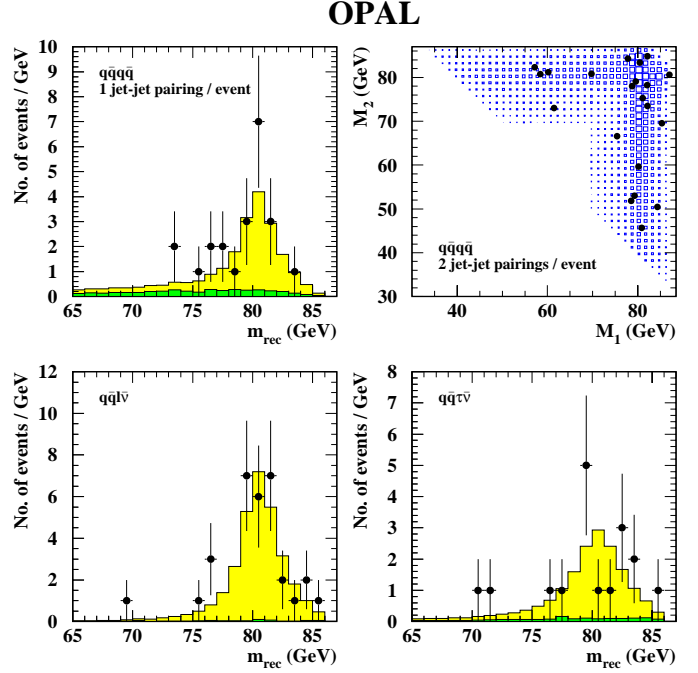 OPAL
No. of events / GeV
10
9
8
7
6
5
4
3
2
1
0
65 70 75 80 85
m_rec (GeV)
qq̄qq̄
1 jet-jet pairing / event
M_2 (GeV)
80
70
60
50
40
30
40 60 80
M_1 (GeV)
qq̄qq̄
2 jet-jet pairings / event
No. of events / GeV
12
10
8
6
4
2
0
65 70 75 80 85
m_rec (GeV)
qq̄lν̄
No. of events / GeV
8
7
6
5
4
3
2
1
0
65 70 75 80 85
m_rec (GeV)
qq̄τν̄